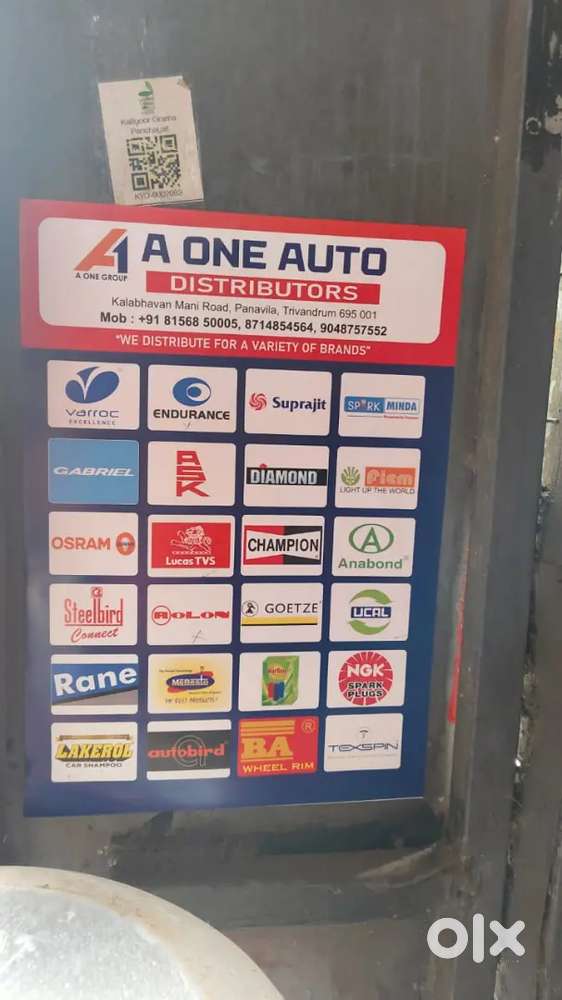 Kalliyoor Grama
Panchayat
A1
A ONE GROUP
A ONE AUTO
DISTRIBUTORS
Kalabhavan Mani Road, Panavila, Trivandrum 695 001
Mob : +91 81568 50005, 8714854564, 9048757552
"WE DISTRIBUTE FOR A VARIETY OF BRANDS"
varroc
EXCELLENCE
ENDURANCE
Suprajit
SPARK MINDA
GABRIEL
ASK
DIAMOND
Fiem
LIGHT UP THE WORLD
OSRAM
Lucas TVS
CHAMPION
Anabond
Steelbird
Connect
ROLON
GOETZE
UCAL
Rane
NGK
SPARK
PLUGS
LAKEROL
CAR SHAMPOO
autobird
BA
®
WHEEL RIM
TEXSPIN
olx